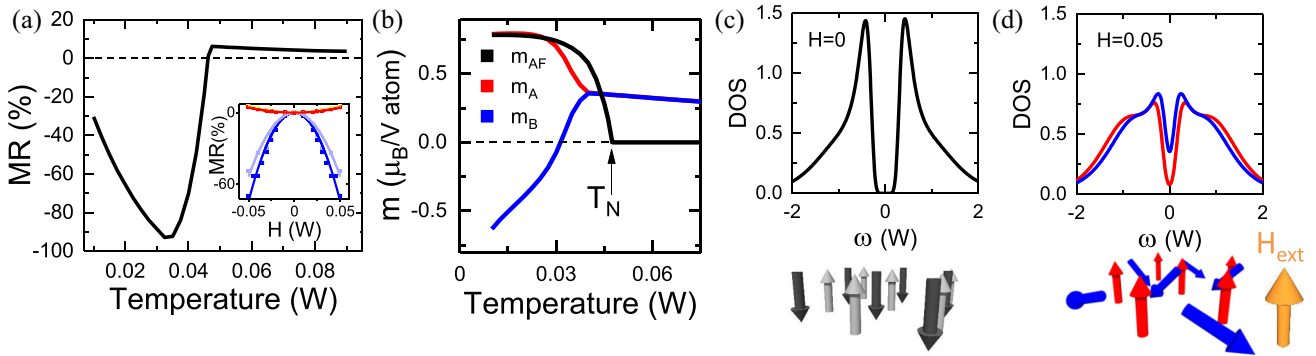 (a)
MR (%)
20
0
-20
-40
-60
-80
-100
0.02 0.04 0.06 0.08
Temperature (W)
MR(%)
0
-60
-0.05 0 0.05
H (W)
(b)
m (μ_B/V atom)
0.5
0.0
-0.5
m_AF
m_A
m_B
T_N
0 0.03 0.06
Temperature (W)
(c)
DOS
1.5
1.0
0.5
0.0
H=0
-2 0 2
ω (W)
(d)
DOS
1.5
1.0
0.5
0.0
H=0.05
-2 0 2
ω (W)
H_ext